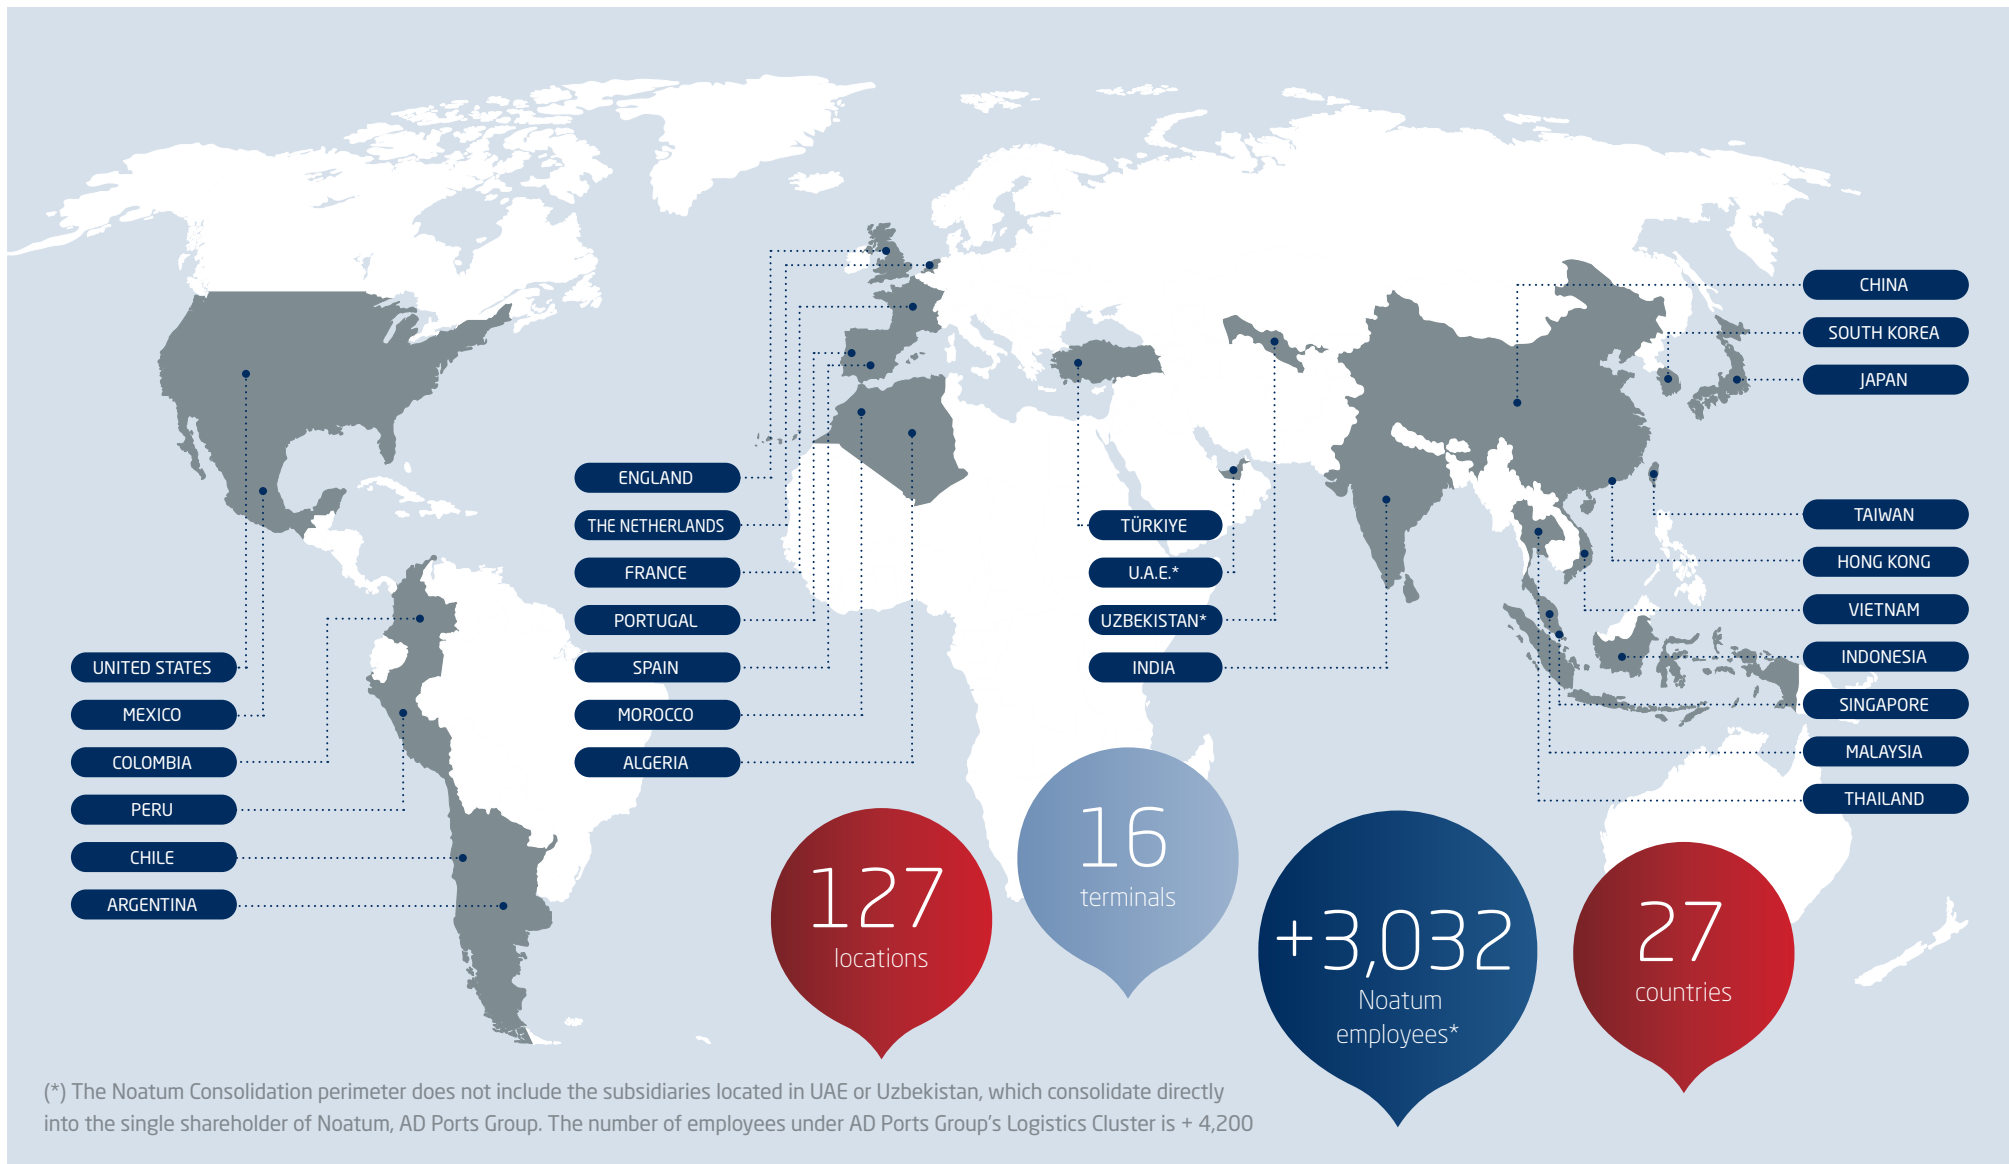 CHINA
SOUTH KOREA
JAPAN
ENGLAND
THE NETHERLANDS
FRANCE
PORTUGAL
SPAIN
MOROCCO
ALGERIA
TÜRKIYE
U.A.E.*
UZBEKISTAN*
INDIA
TAIWAN
HONG KONG
VIETNAM
INDONESIA
SINGAPORE
MALAYSIA
THAILAND
UNITED STATES
MEXICO
COLOMBIA
PERU
CHILE
ARGENTINA
127
locations
16
terminals
+3,032
Noatum
employees*
27
countries
(*) The Noatum Consolidation perimeter does not include the subsidiaries located in UAE or Uzbekistan, which consolidate directly
into the single shareholder of Noatum, AD Ports Group. The number of employees under AD Ports Group’s Logistics Cluster is + 4,200